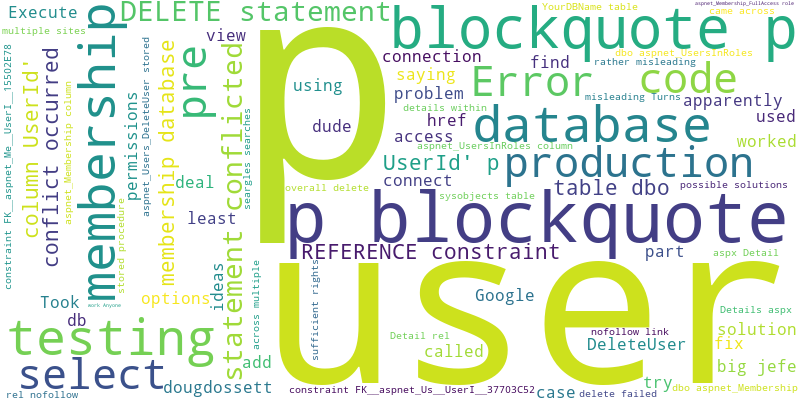 Execute
DELETE statement
YourDBName table
aspnet_Membership_FullAccess role
came across
multiple sites
view
blockquote p
dbo aspnet_UsersInRoles
rather misleading
connection
find
saying
Error
code
misleading Turns
problem
apparently
using
details within
href
database
used
dude
access
aspnet_UsersInRoles column
worked
UserId' p
production
deal
connect
table dbo
possible solutions
overall delete
sysobjects table
p
p blockquote
least
part
aspx Detail
REFERENCE constraint
user
Took
options
Google
db
Details aspx
work Anyone
nofollow link
solution
testing
Detail rel
DeleteUser
fix
called
add
big jefe
select
try
dougdossett
constraint FK__aspnet_Us__UserI__37703C52
case
dbo aspnet_Membership
rel nofollow
delete failed
constraint FK__aspnet_Me__UserI__15502E78
column UserId'
conflict occurred
aspnet_Membership column
membership
stored procedure
permissions
aspnet_Users_DeleteUser stored
membership database
pre
ideas
statement conflicted
seargles searches
across multiple
sufficient rights